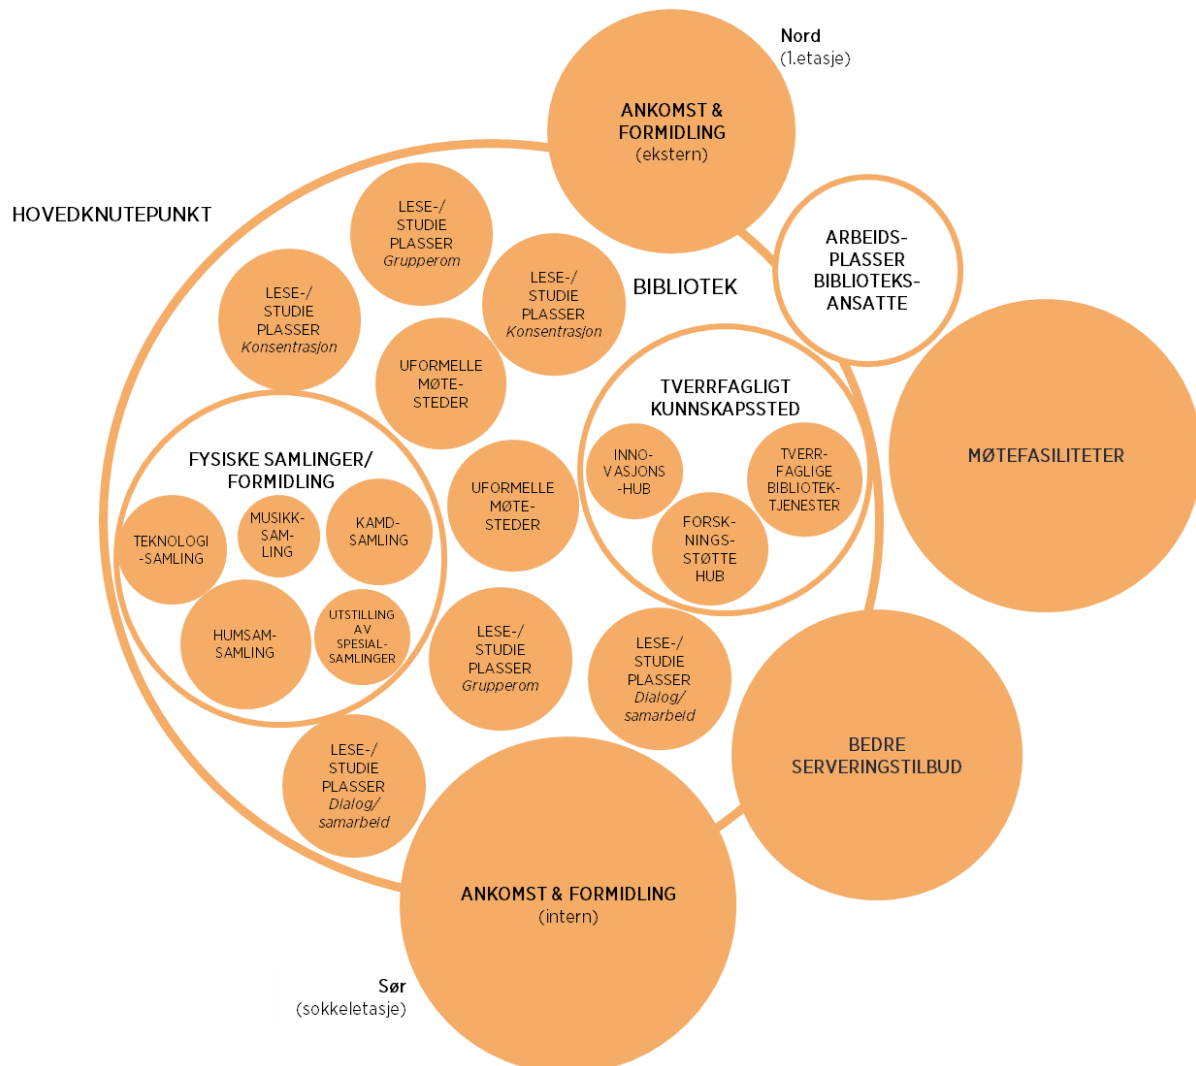 Nord
(1.etasje)
ANKOMST &
FORMIDLING
(ekstern)
HOVEDKNUTEPUNKT
LESE-/
STUDIE
PLASSER
Grupperom
ARBEIDS-
PLASSER
BIBLIOTEKS-
ANSATTE
BIBLIOTEK
LESE-/
STUDIE
PLASSER
Konsentrasjon
LESE-/
STUDIE
PLASSER
Konsentrasjon
UFORMELLE
MØTE-
STEDER
TVERRFAGLIGT
KUNNSKAPSSTED
INNO-
VASJONS
-HUB
TVERR-
FAGLIGE
BIBLIOTEK-
TJENESTER
FORSK-
NINGS-
STØTTE
HUB
MØTEFASILITETER
FYSISKE SAMLINGER/
FORMIDLING
TEKNOLOGI
-SAMLING
MUSIKK-
SAM-
LING
KAMD-
SAMLING
HUMSAM-
SAMLING
UTSTILLING
AV
SPESIAL-
SAMLINGER
UFORMELLE
MØTE-
STEDER
LESE-/
STUDIE
PLASSER
Grupperom
LESE-/
STUDIE
PLASSER
Dialog/
samarbeid
LESE-/
STUDIE
PLASSER
Dialog/
samarbeid
BEDRE
SERVERINGSTILBUD
ANKOMST & FORMIDLING
(intern)
Sør
(sokkeletasje)